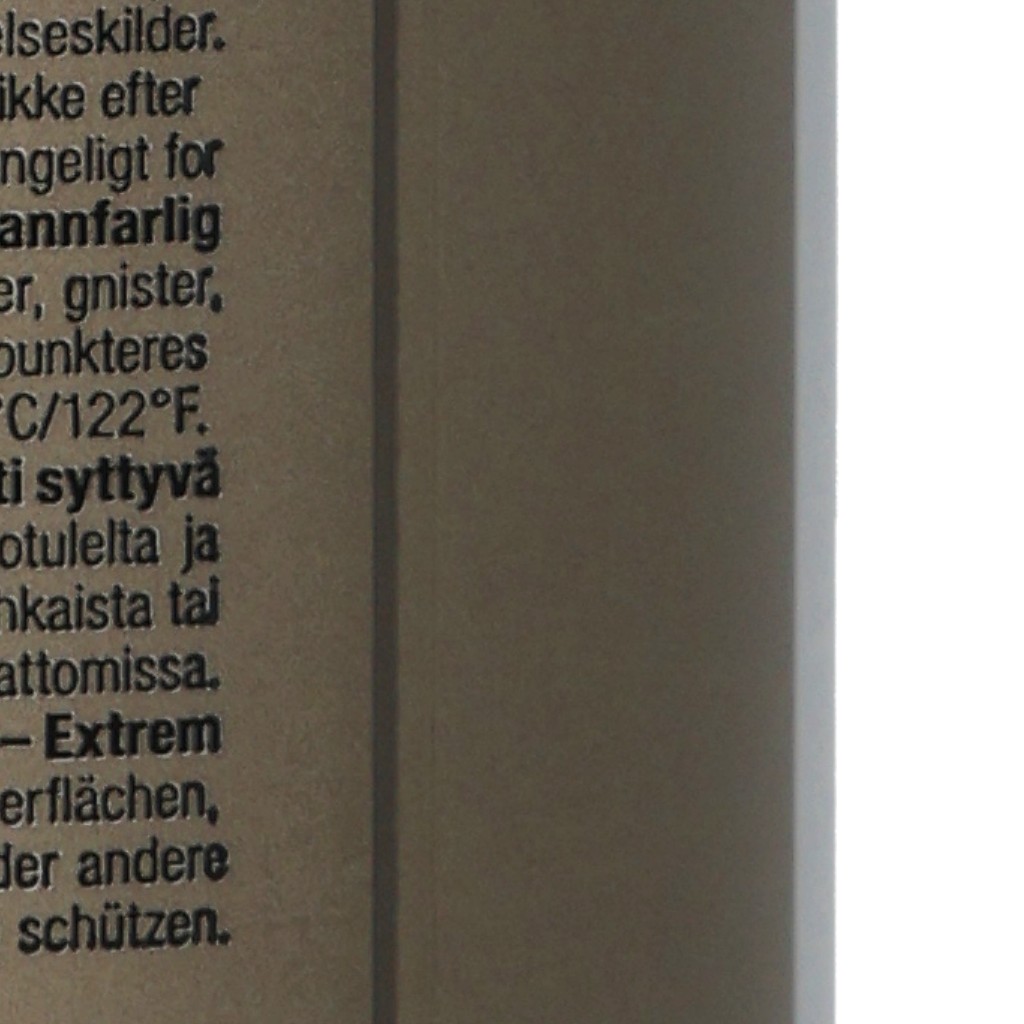 elseskilder.
ikke efter
ngeligt for
annfarlig
er, gnister,
punkteres
°C/122°F.
ti syttyvä
otulelta ja
hkaista tai
attomissa.
– Extrem
erflächen,
der andere
schützen.